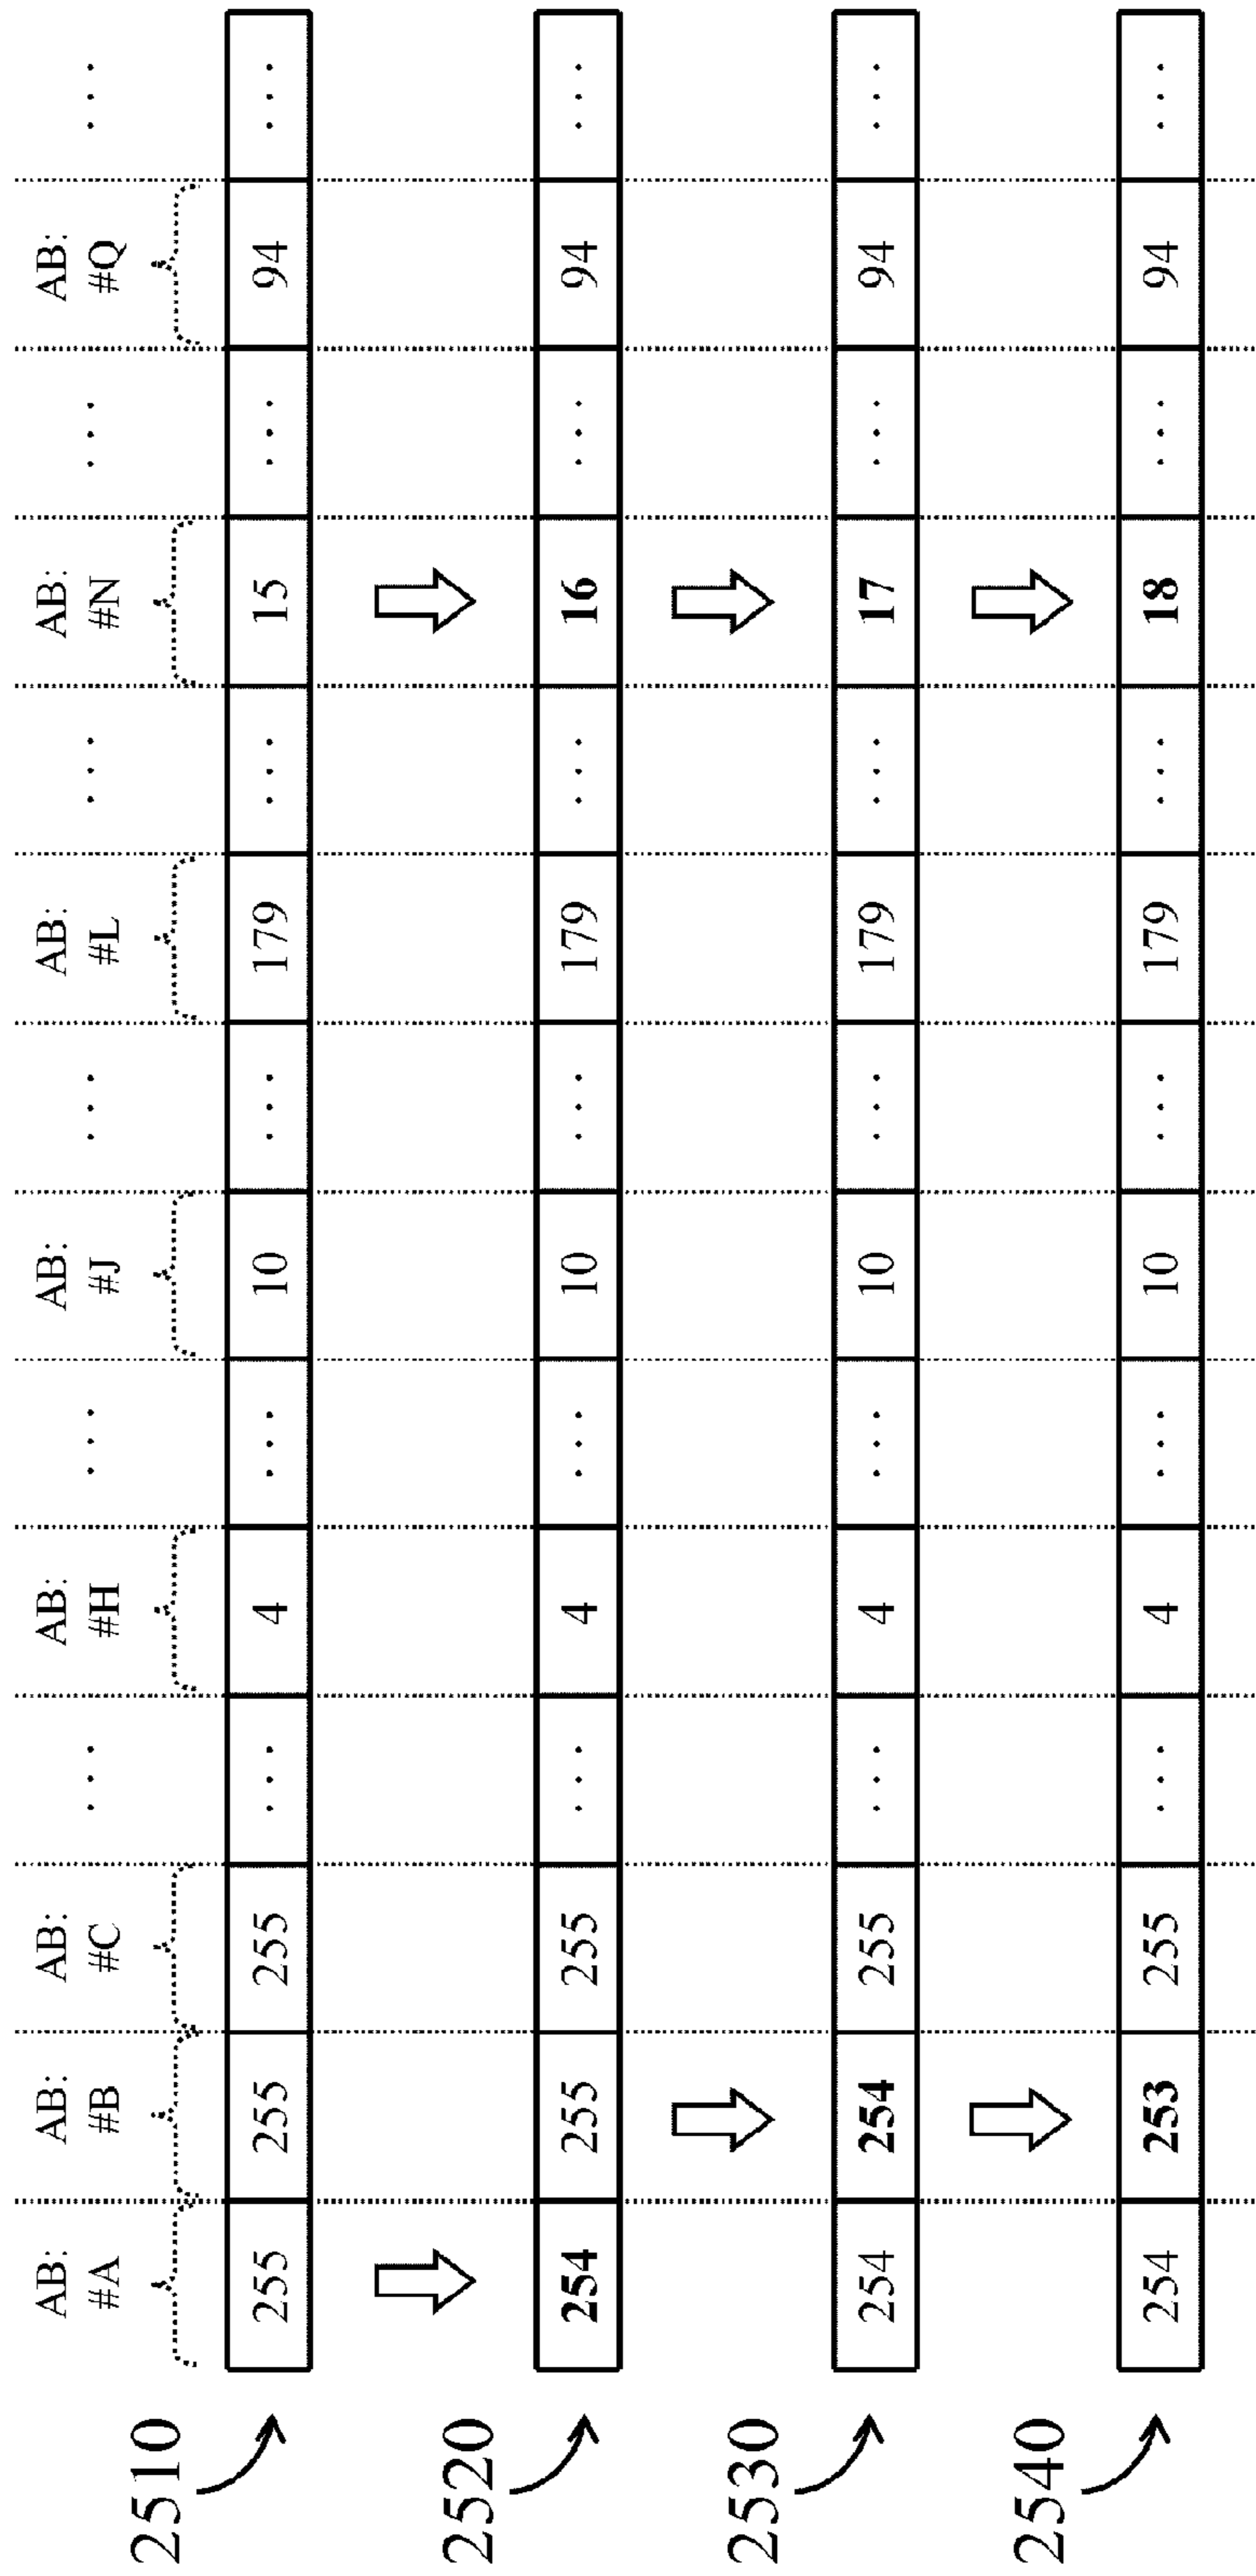 AB: AB: AB: ... AB: ... AB: ... AB: ... AB: ... AB: ...
#A #B #C #H #J #L #N #Q
2510 255 255 255 ... 4 ... 10 ... 179 ... 15 ... 94 ...
2520 254 255 255 ... 4 ... 10 ... 179 ... 16 ... 94 ...
2530 254 254 255 ... 4 ... 10 ... 179 ... 17 ... 94 ...
2540 254 253 255 ... 4 ... 10 ... 179 ... 18 ... 94 ...